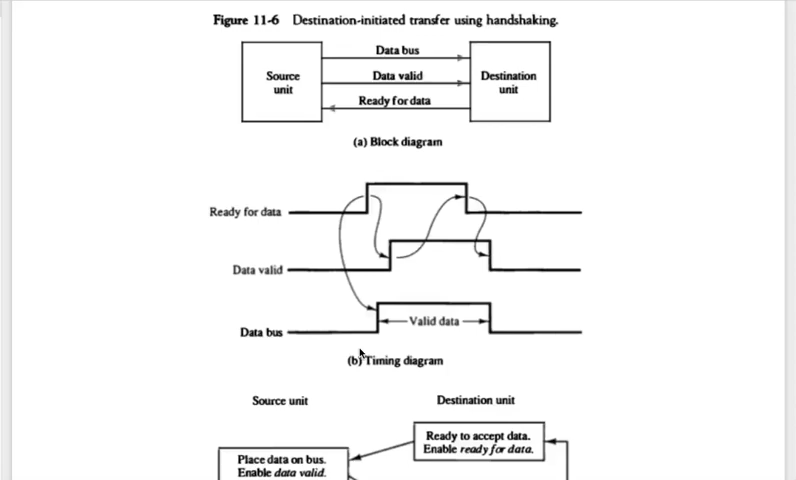 Figure 11-6 Destination-initiated transfer using handshaking.
Data bus
Source
unit
Data valid
Destination
unit
Ready for data
(a) Block diagram
Ready for data
Data valid
Valid data
Data bus
(b) Timing diagram
Source unit
Destination unit
Ready to accept data.
Enable ready for data.
Place data on bus.
Enable data valid.